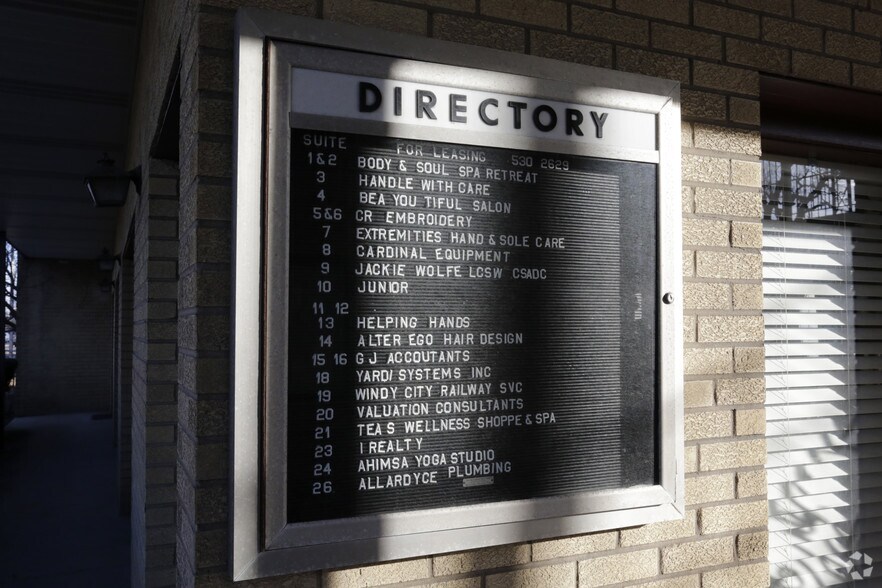 DIRECTORY
SUITE FOR LEASING 530 2629
1&2 BODY & SOUL SPA RETREAT
3 HANDLE WITH CARE
4 BEA YOU TIFUL SALON
5&6 CR EMBROIDERY
7 EXTREMITIES HAND & SOLE CARE
8 CARDINAL EQUIPMENT
9 JACKIE WOLFE LCSW CSADC
10 JUNIOR
11 12
13 HELPING HANDS
14 ALTER EGO HAIR DESIGN
15 16 G J ACCOUTANTS
18 YARDI SYSTEMS INC
19 WINDY CITY RAILWAY SVC
20 VALUATION CONSULTANTS
21 TEA S WELLNESS SHOPPE & SPA
23 I REALTY
24 AHIMSA YOGA STUDIO
26 ALLARDYCE PLUMBING